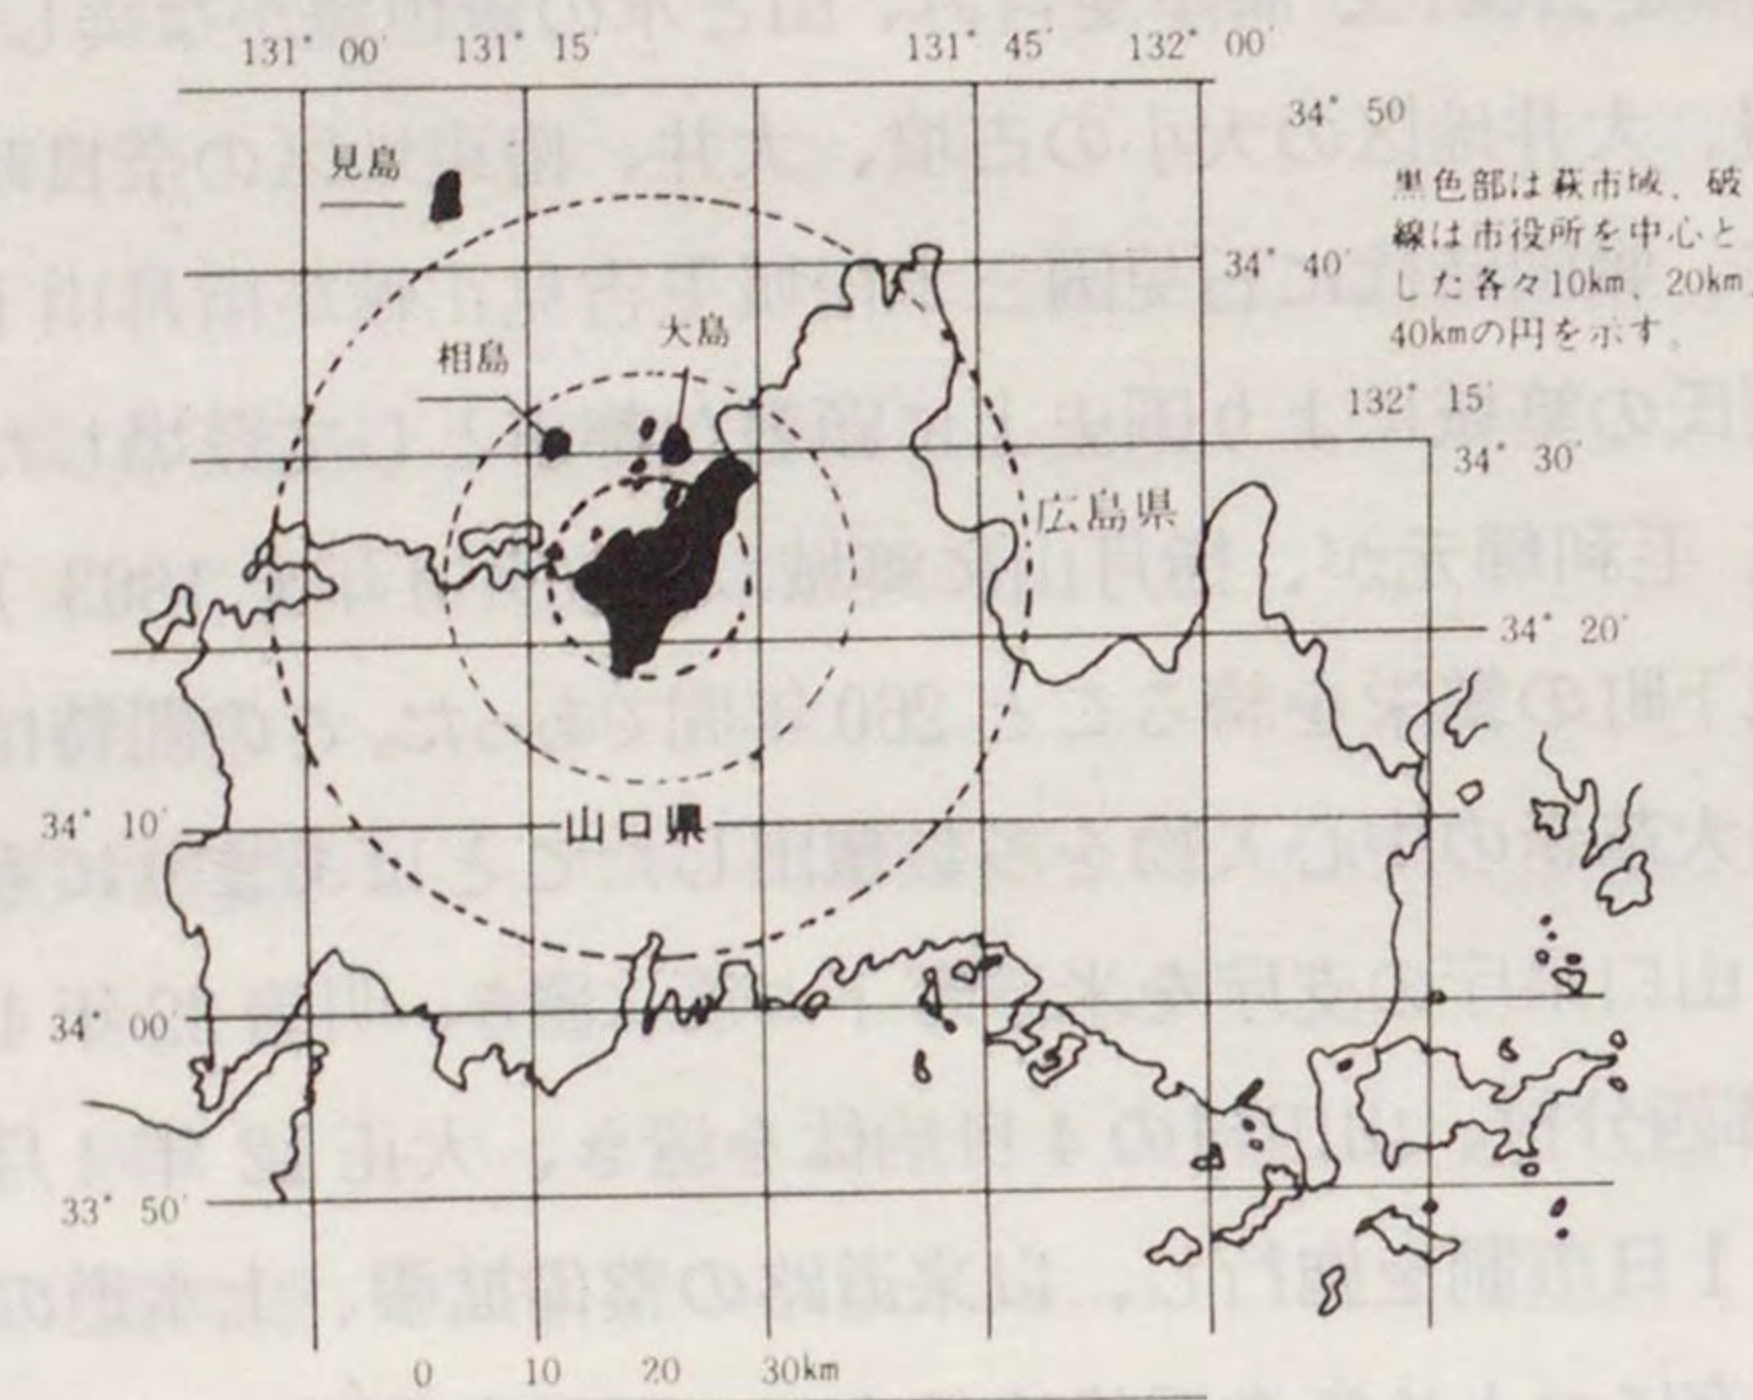 131° 00′ 131° 15′ 131° 45′ 132° 00′
34° 50
見島
黒色部は萩市域、破
線は市役所を中心と
した各々10km、20km、
40kmの円を示す。
34° 40′
大島
相島
132° 15′
34° 30′
広島県
34° 20′
34° 10′
山口県
34° 00′
33° 50′
0 10 20 30km